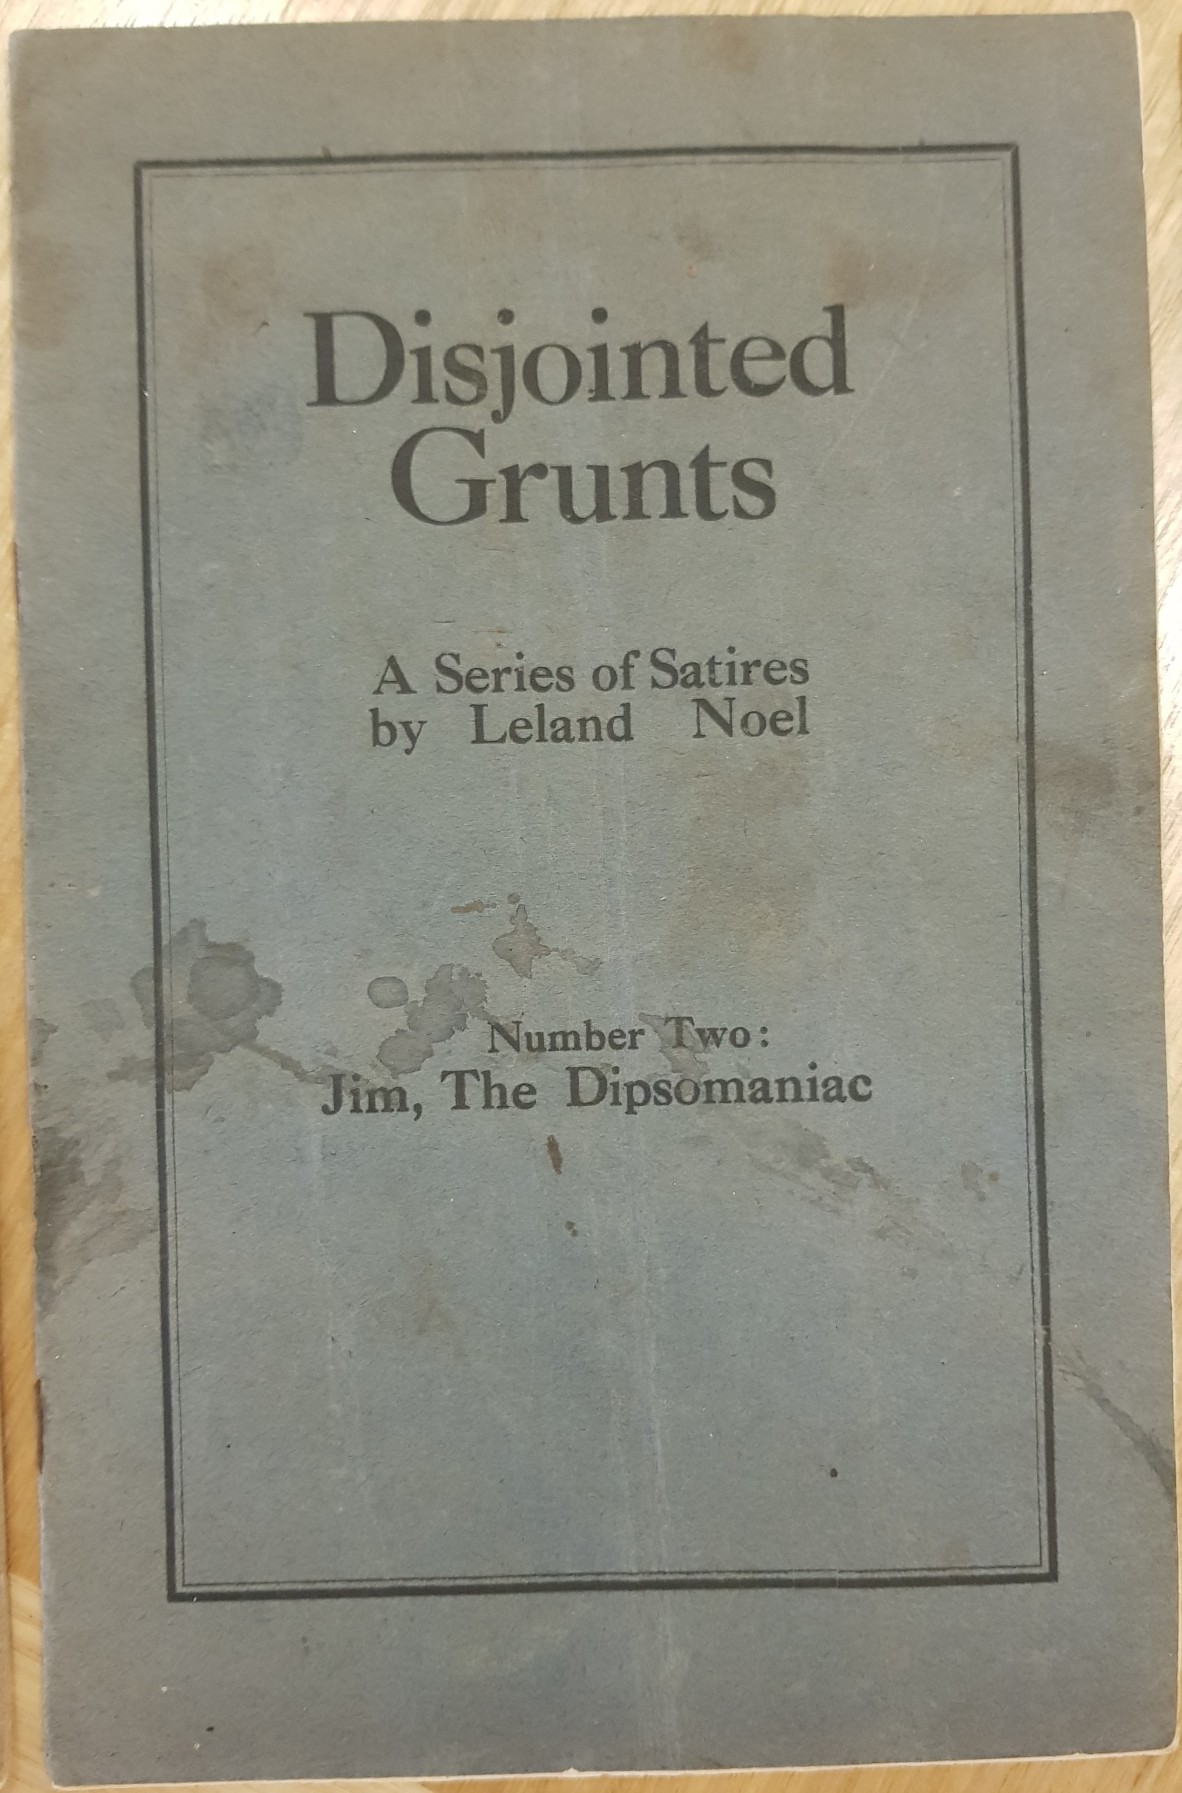 Disjointed
Grunts
A Series of Satires
by Leland Noel
Number Two:
Jim, The Dipsomaniac